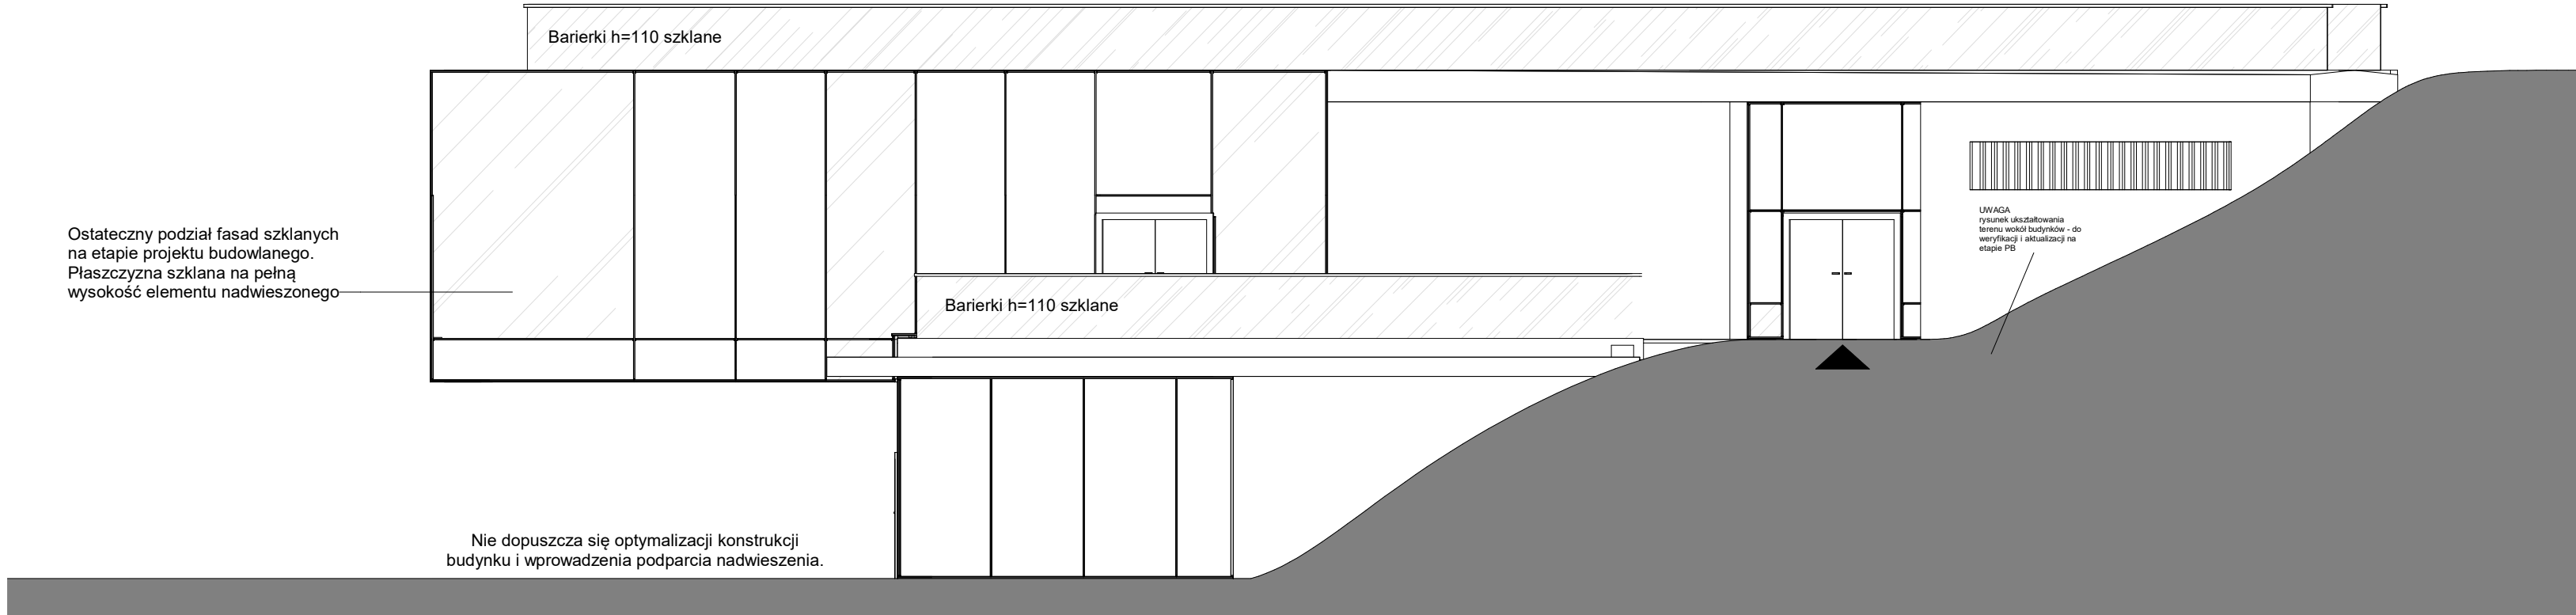 Barierki h=110 szklane
Ostateczny podział fasad szklanych
na etapie projektu budowlanego.
Płaszczyzna szklana na pełną
wysokość elementu nadwieszonego
UWAGA
rysunek ukształtowania
terenu wokół budynków - do
weryfikacji i aktualizacji na
etapie PB
Barierki h=110 szklane
Nie dopuszcza się optymalizacji konstrukcji
budynku i wprowadzenia podparcia nadwieszenia.